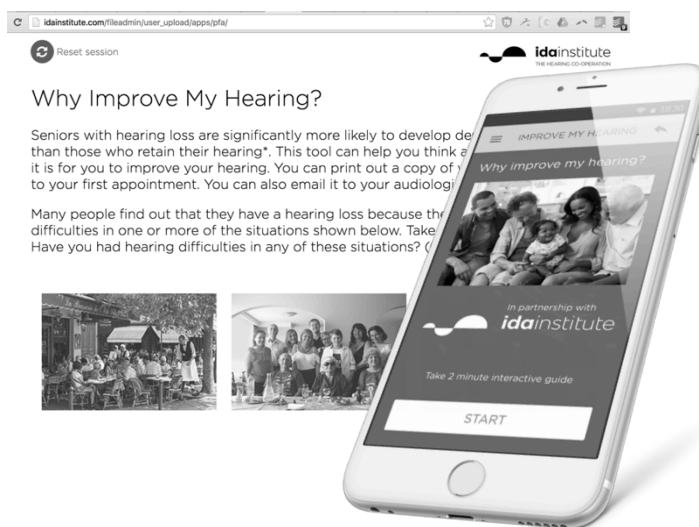 idainstitute.com/fileadmin/user_upload/apps/pfa/
Reset session
idainstitute
THE HEARING CO-OPERATION
Why Improve My Hearing?
Seniors with hearing loss are significantly more likely to develop de
than those who retain their hearing*. This tool can help you think a
it is for you to improve your hearing. You can print out a copy of
to your first appointment. You can also email it to your audiolog
Many people find out that they have a hearing loss because the
difficulties in one or more of the situations shown below. Take
Have you had hearing difficulties in any of these situations? (
IMPROVE MY HEARING
Why improve my hearing?
In partnership with
idainstitute
Take 2 minute interactive guide
START